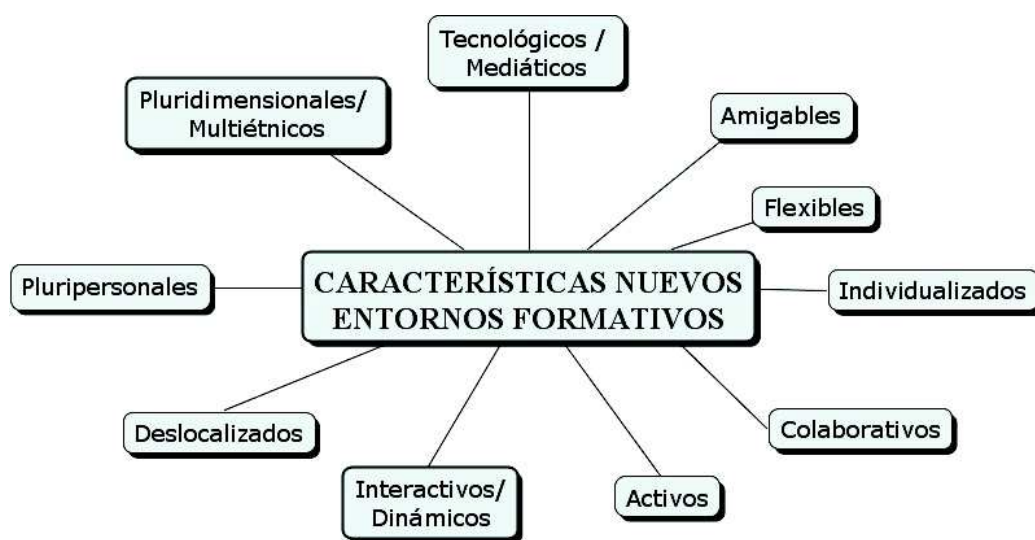 Tecnológicos /
Mediáticos
Pluridimensionales/
Multiétnicos
Amigables
Flexibles
Pluripersonales
CARACTERÍSTICAS NUEVOS
ENTORNOS FORMATIVOS
Individualizados
Deslocalizados
Colaborativos
Interactivos/
Dinámicos
Activos